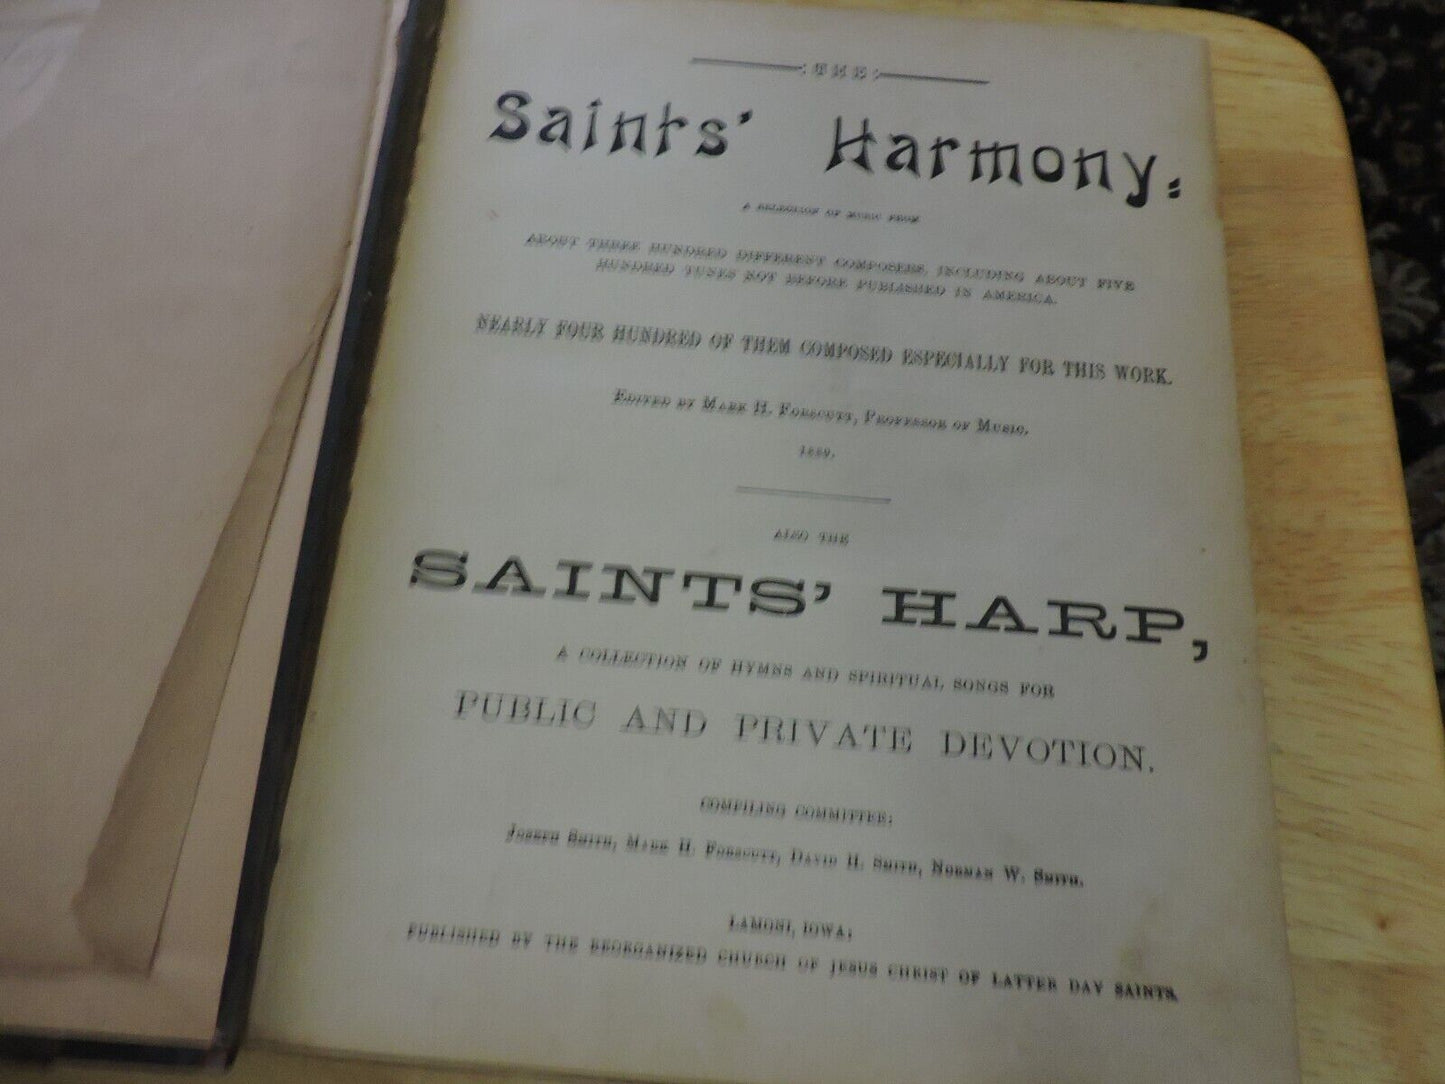 THE
Saints' Harmony:
A SELECTION OF MUSIC FROM
ABOUT THREE HUNDRED DIFFERENT COMPOSERS, INCLUDING ABOUT FIVE
HUNDRED TUNES NOT BEFORE PUBLISHED IN AMERICA.
NEARLY FOUR HUNDRED OF THEM COMPOSED ESPECIALLY FOR THIS WORK.
EDITED BY MARK H. FORSCUTT, PROFESSOR OF MUSIC.
1889.
ALSO THE
SAINTS' HARP,
A COLLECTION OF HYMNS AND SPIRITUAL SONGS FOR
PUBLIC AND PRIVATE DEVOTION.
COMPILING COMMITTEE:
JOSEPH SMITH, MARK H. FORSCUTT, DAVID H. SMITH, NORMAN W. SMITH.
LAMONI, IOWA:
PUBLISHED BY THE REORGANIZED CHURCH OF JESUS CHRIST OF LATTER DAY SAINTS.